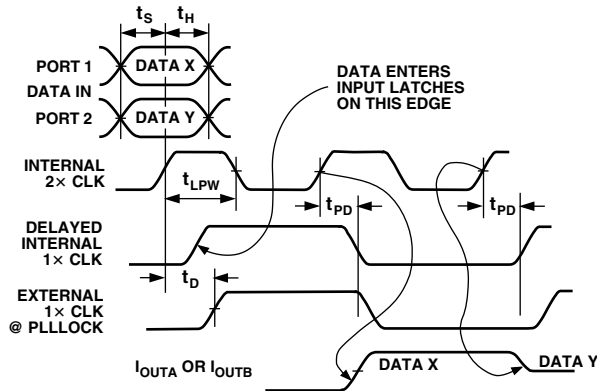 tS tH
PORT 1
DATA X
DATA IN
PORT 2
DATA Y
DATA ENTERS
INPUT LATCHES
ON THIS EDGE
INTERNAL
2× CLK
tLPW
tPD
tPD
DELAYED
INTERNAL
1× CLK
tD
EXTERNAL
1× CLK
@ PLLLOCK
IOUTA OR IOUTB
DATA X
DATA Y